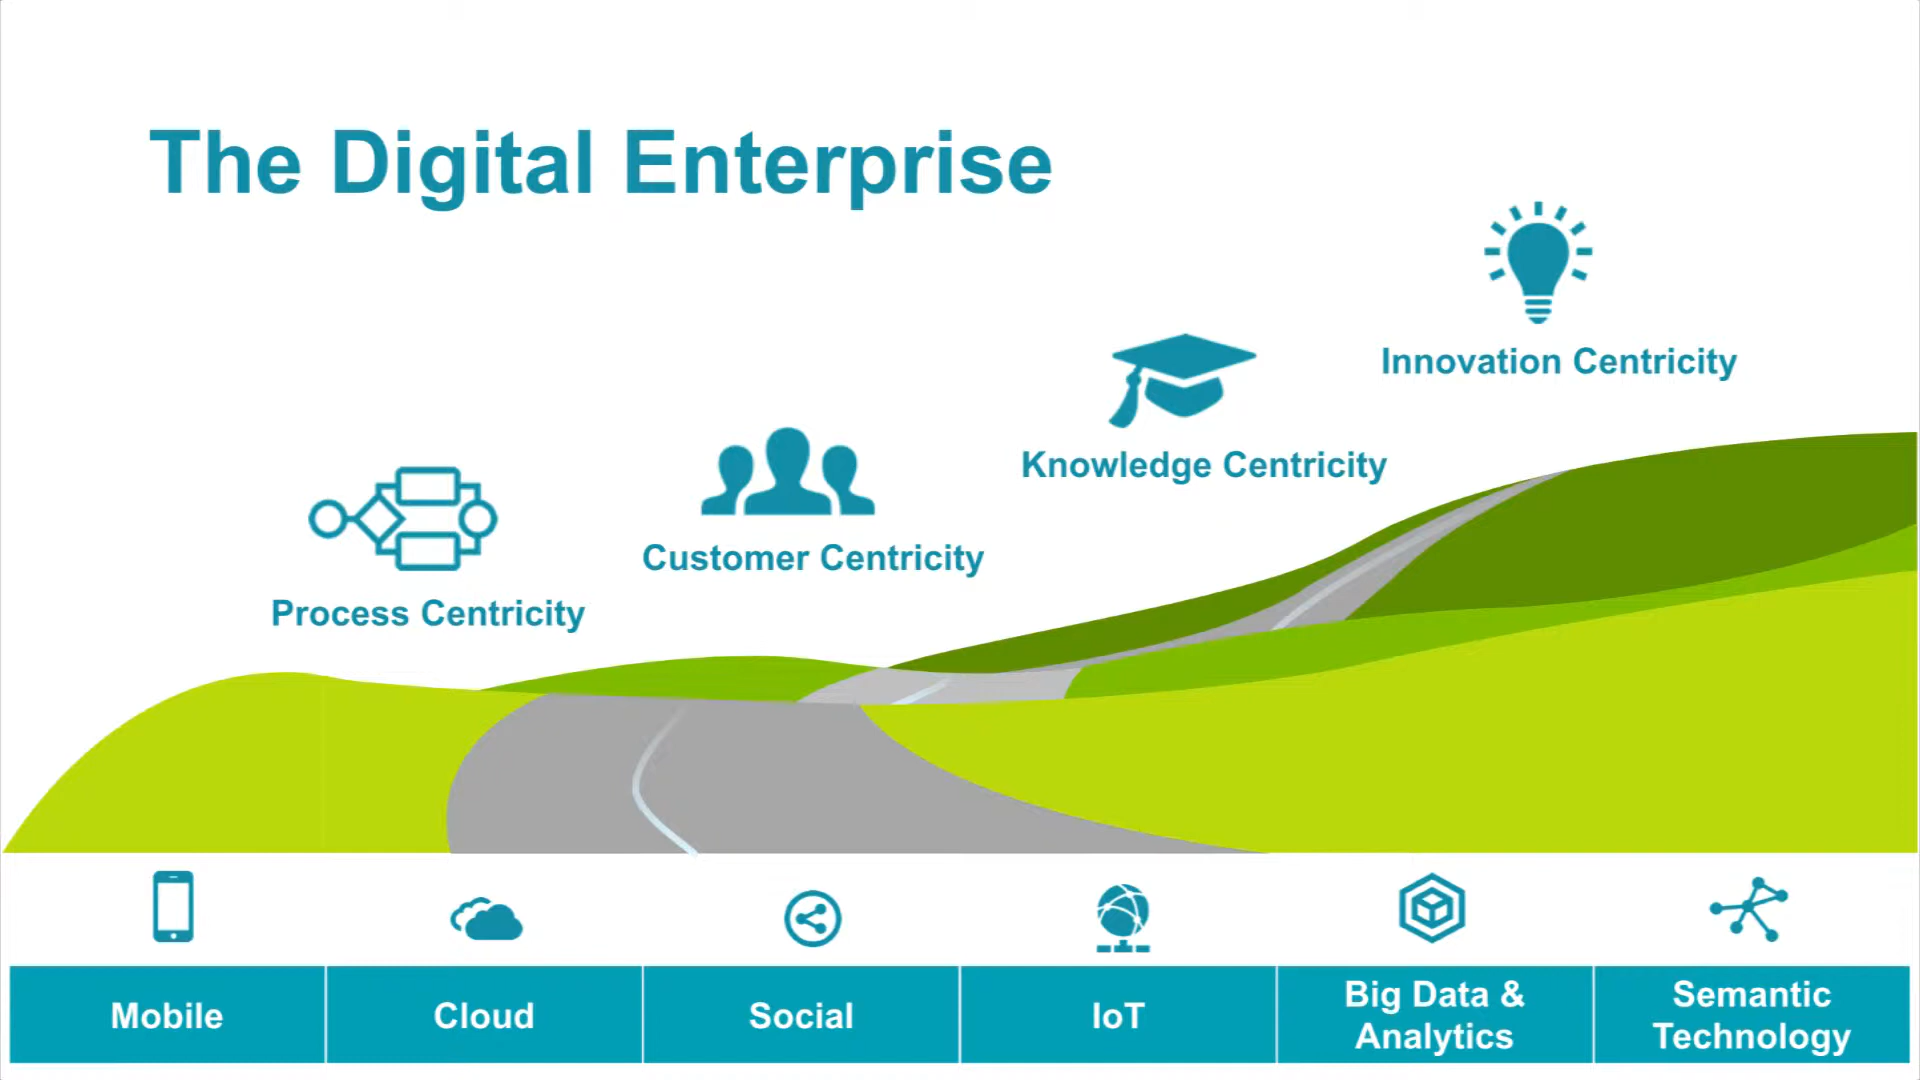 The Digital Enterprise
Innovation Centricity
Knowledge Centricity
Customer Centricity
Process Centricity
Mobile
Cloud
Social
IoT
Big Data &
Analytics
Semantic
Technology